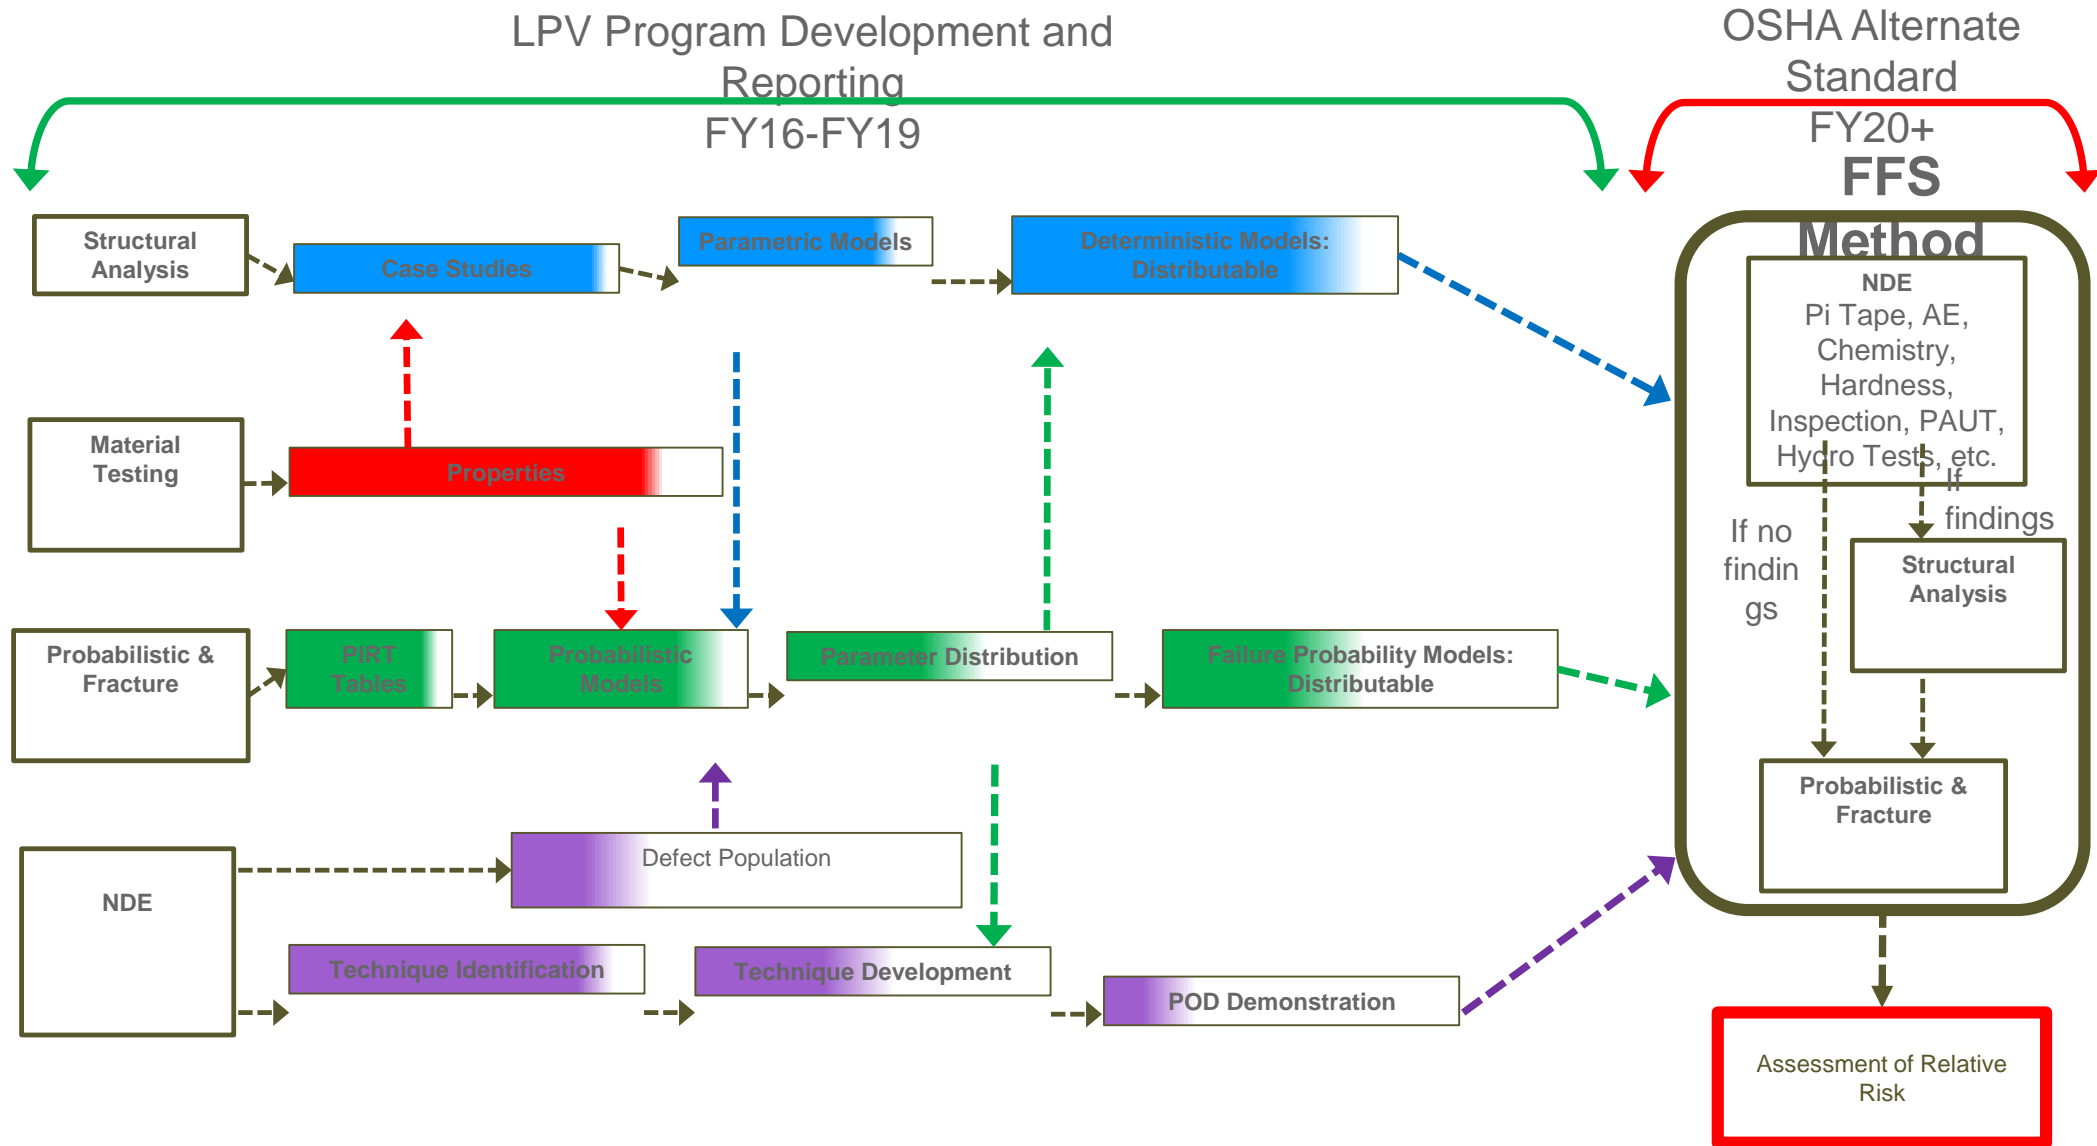 LPV Program Development and
Reporting
FY16-FY19
OSHA Alternate
Standard
FY20+
FFS
Method
Structural
Analysis
Case Studies
Parametric Models
Deterministic Models:
Distributable
Material
Testing
Properties
Probabilistic &
Fracture
PIRT
Tables
Probabilistic
Models
Parameter Distribution
Failure Probability Models:
Distributable
NDE
Defect Population
Technique Identification
Technique Development
POD Demonstration
NDE
Pi Tape, AE,
Chemistry,
Hardness,
Inspection, PAUT,
Hydro Tests, etc.
If
findings
If no
findin
gs
Structural
Analysis
Probabilistic &
Fracture
Assessment of Relative
Risk